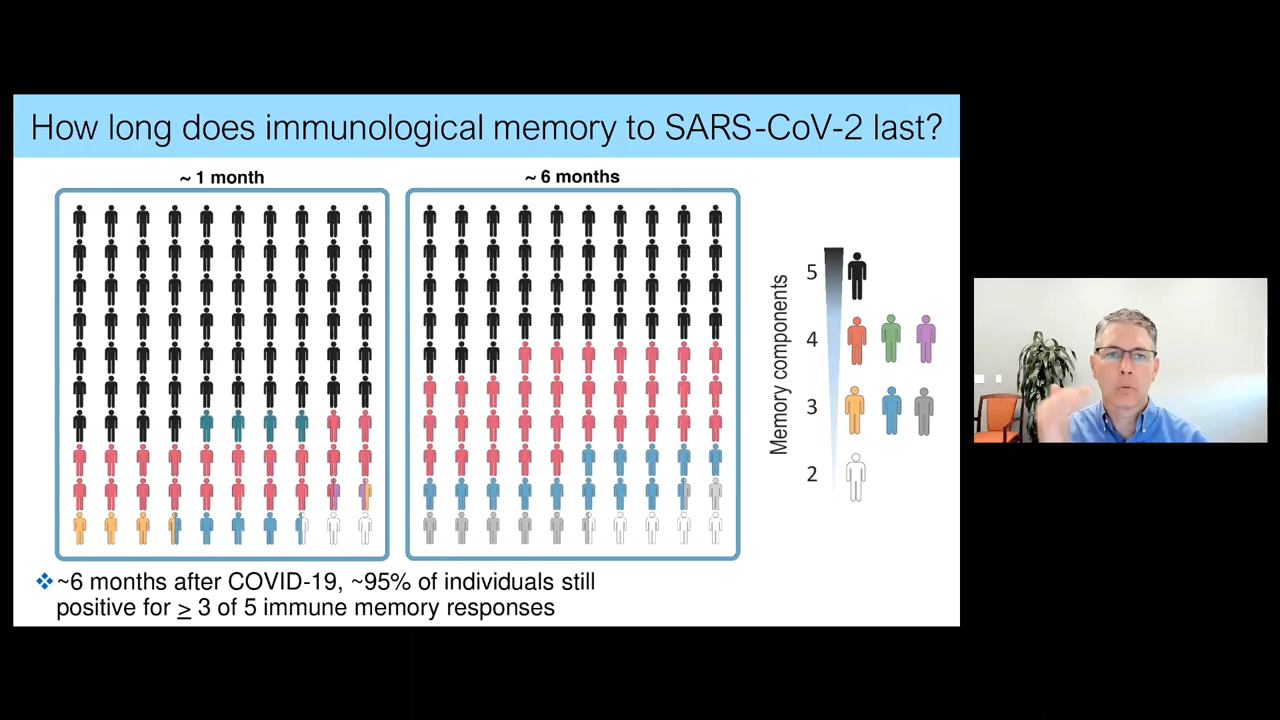 How long does immunological memory to SARS-CoV-2 last?
~ 1 month
~ 6 months
Memory components
5
4
3
2
~6 months after COVID-19, ~95% of individuals still
positive for ≥ 3 of 5 immune memory responses